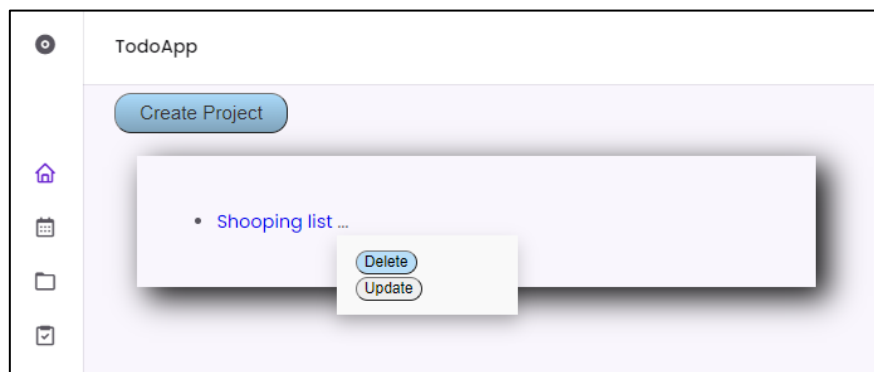 TodoApp
Create Project
Shooping list ...
Delete
Update